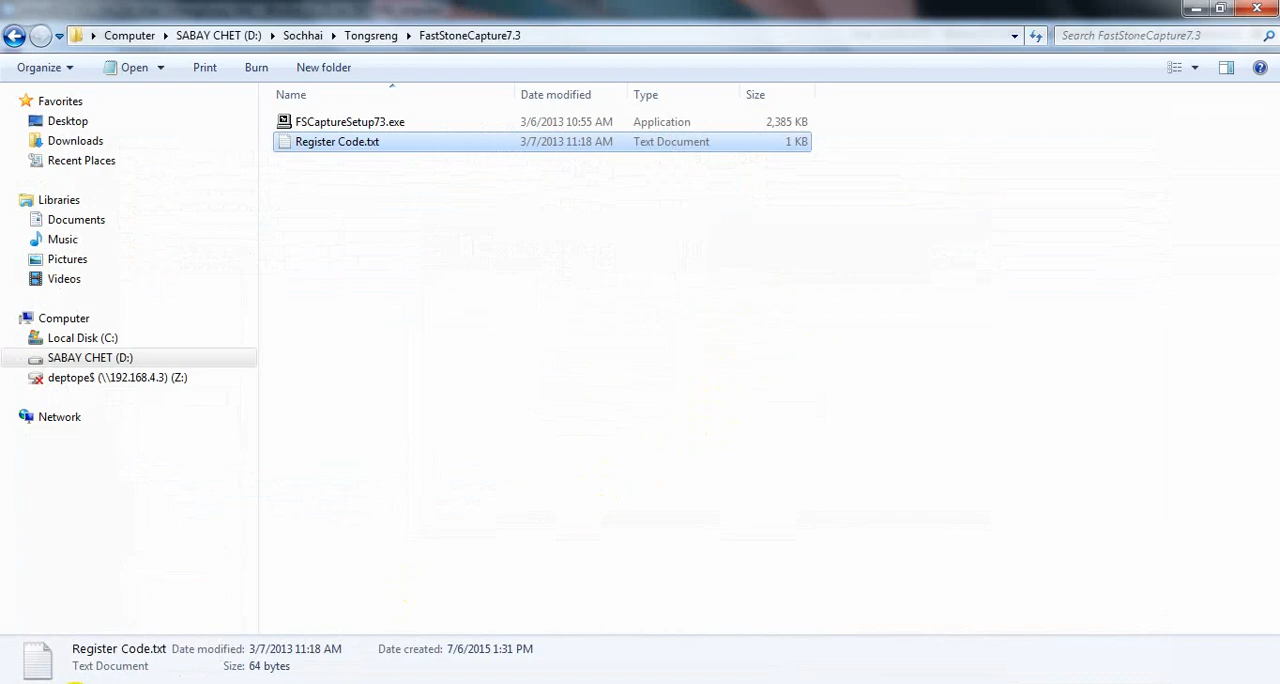 Computer SABAY CHET (D:) Sochhai Tongsreng FastStoneCapture7.3 Search FastStoneCapture7.3
Organize Open Print Burn New folder
Name Date modified Type Size
FSCaptureSetup73.exe 3/6/2013 10:55 AM Application 2,385 KB
Register Code.txt 3/7/2013 11:18 AM Text Document 1 KB
Favorites
Desktop
Downloads
Recent Places
Libraries
Documents
Music
Pictures
Videos
Computer
Local Disk (C:)
SABAY CHET (D:)
deptope$ (\\192.168.4.3) (Z:)
Network
Register Code.txt Date modified: 3/7/2013 11:18 AM Date created: 7/6/2015 1:31 PM
Text Document Size: 64 bytes